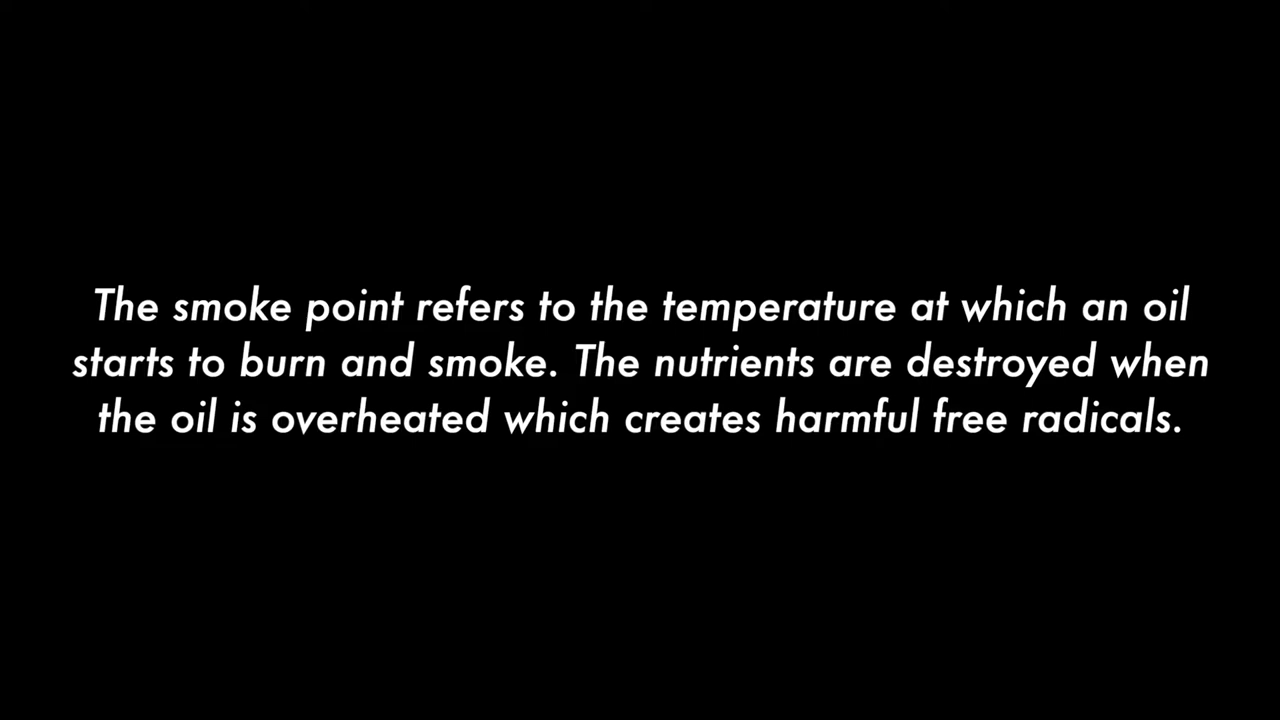 The smoke point refers to the temperature at which an oil
starts to burn and smoke. The nutrients are destroyed when
the oil is overheated which creates harmful free radicals.